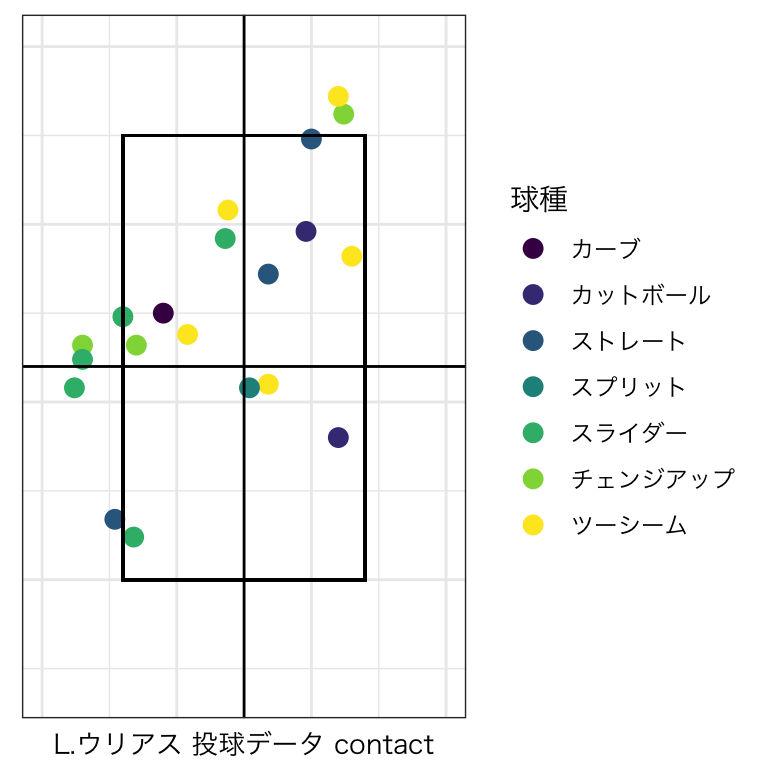 球種
カーブ
カットボール
ストレート
スプリット
スライダー
チェンジアップ
ツーシーム
L.ウリアス 投球データ contact